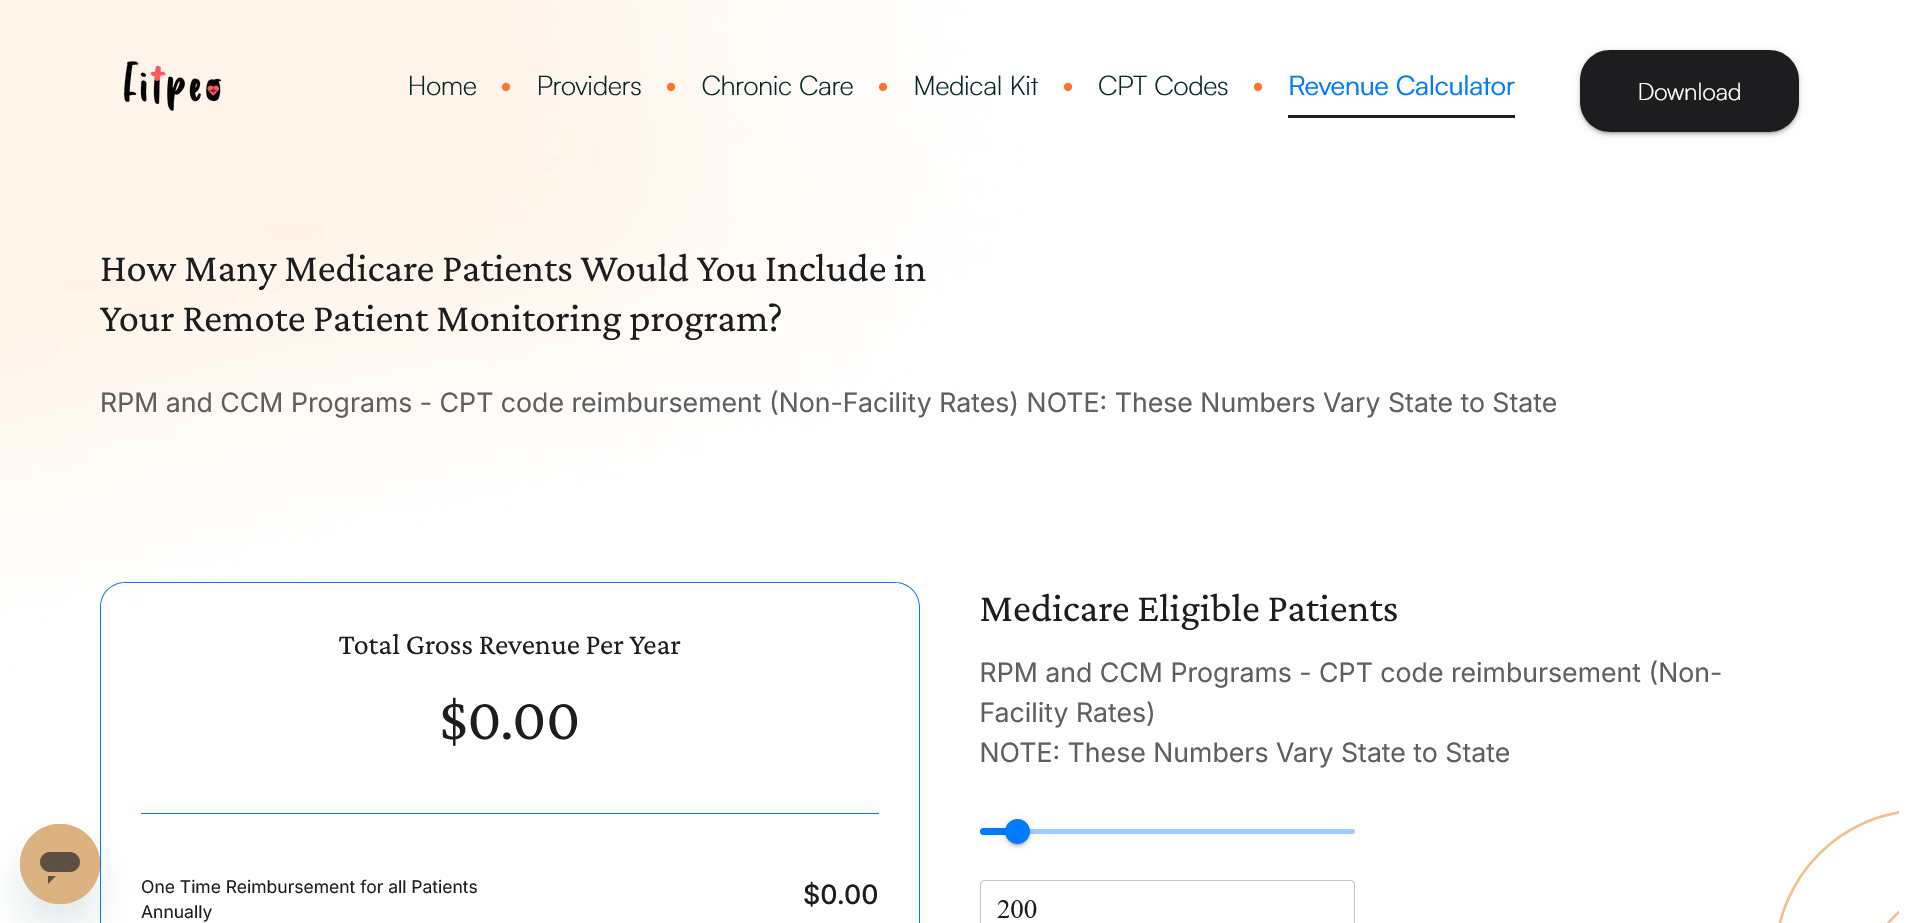 Fitpeo
Home • Providers • Chronic Care • Medical Kit • CPT Codes • Revenue Calculator
Download
How Many Medicare Patients Would You Include in
Your Remote Patient Monitoring program?
RPM and CCM Programs - CPT code reimbursement (Non-Facility Rates) NOTE: These Numbers Vary State to State
Total Gross Revenue Per Year
$0.00
One Time Reimbursement for all Patients
Annually
$0.00
Medicare Eligible Patients
RPM and CCM Programs - CPT code reimbursement (Non-
Facility Rates)
NOTE: These Numbers Vary State to State
200